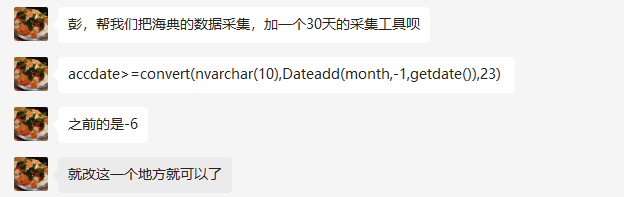 彭，帮我们把海典的数据采集，加一个30天的采集工具呗
accdate>=convert(nvarchar(10),Dateadd(month,-1,getdate()),23)
之前的是-6
就改这一个地方就可以了